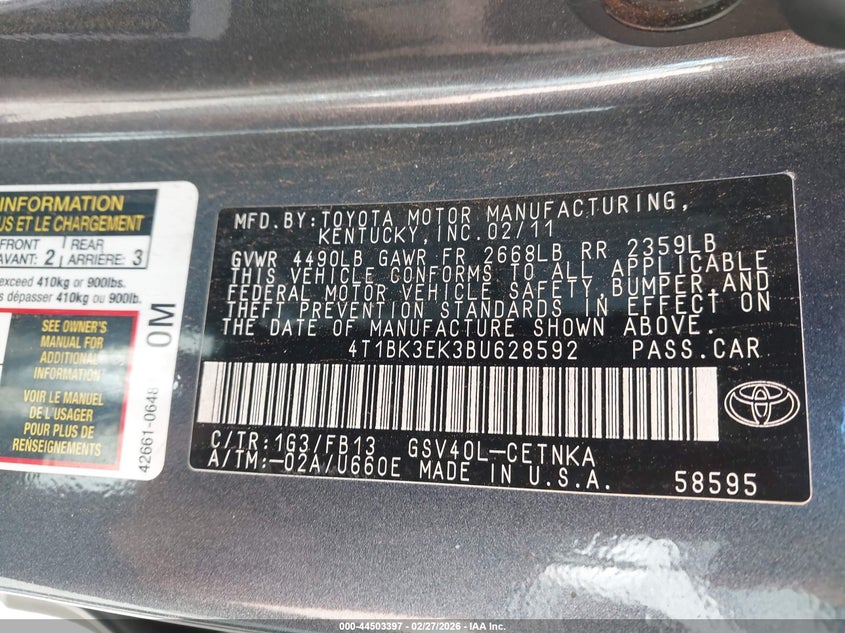 INFORMATION
US ET LE CHARGEMENT
FRONT
AVANT: 2
REAR
ARRIÈRE: 3
exceed 410kg or 900lbs.
s dépasser 410kg ou 900lb.
SEE OWNER'S
MANUAL FOR
ADDITIONAL
INFORMATION
VOIR LE MANUEL
DE L'USAGER
POUR PLUS DE
RENSEIGNEMENTS
42661-0648
0M
MFD.BY:TOYOTA MOTOR MANUFACTURING,
KENTUCKY,INC.02/11
GVWR 4490LB GAWR FR 2668LB RR 2359LB
THIS VEHICLE CONFORMS TO ALL APPLICABLE
FEDERAL MOTOR VEHICLE SAFETY,BUMPER,AND
THEFT PREVENTION STANDARDS IN EFFECT ON
THE DATE OF MANUFACTURE SHOWN ABOVE.
4T1BK3EK3BU628592 PASS.CAR
C/TR:1G3/FB13 GSV40L-CETNKA
A/TM:-02A/U660E MADE IN U.S.A.
58595
000-44503397 - 02/27/2026 - IAA Inc.